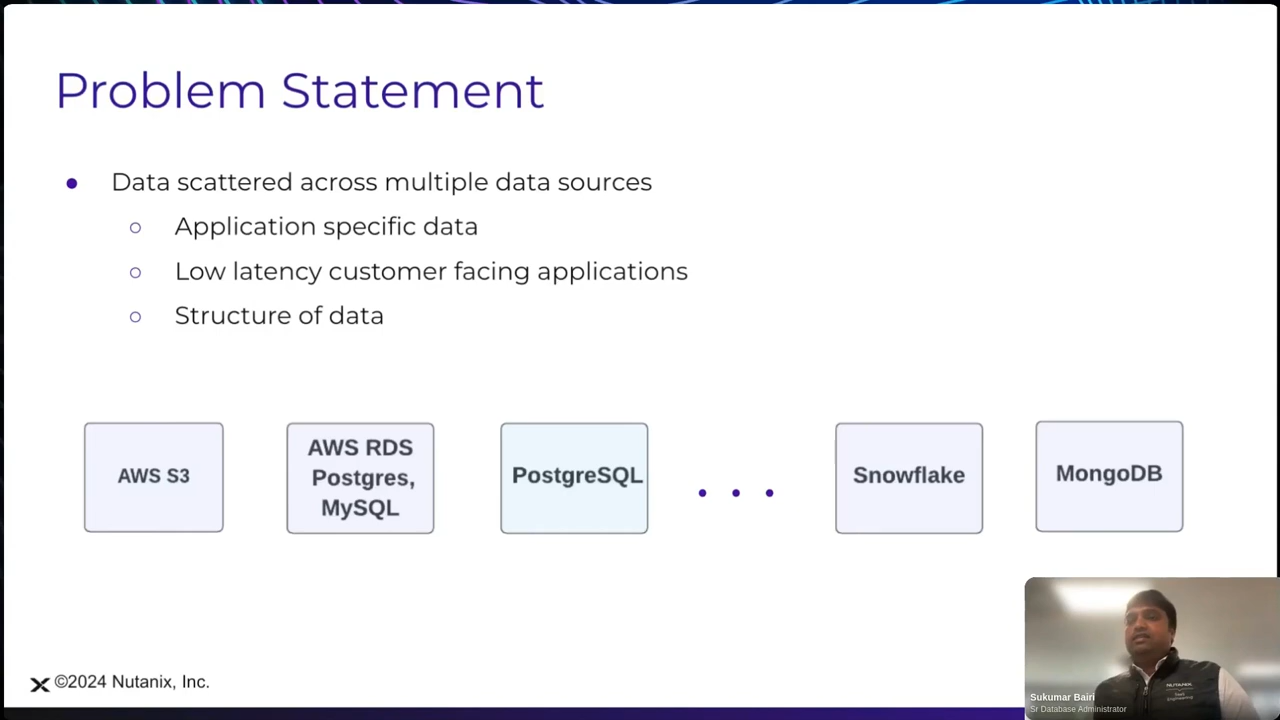 Problem Statement
● Data scattered across multiple data sources
○ Application specific data
○ Low latency customer facing applications
○ Structure of data
AWS S3
AWS RDS
Postgres,
MySQL
PostgreSQL
• • •
Snowflake
MongoDB
©2024 Nutanix, Inc.
NUTANIX
Sukumar Bairi
Sr Database Administrator